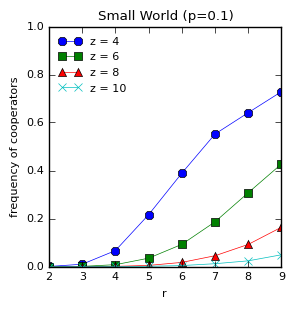 Small World (p=0.1)
frequency of cooperators
1.0
0.8
0.6
0.4
0.2
0.0
z = 4
z = 6
z = 8
z = 10
2 3 4 5 6 7 8 9
r